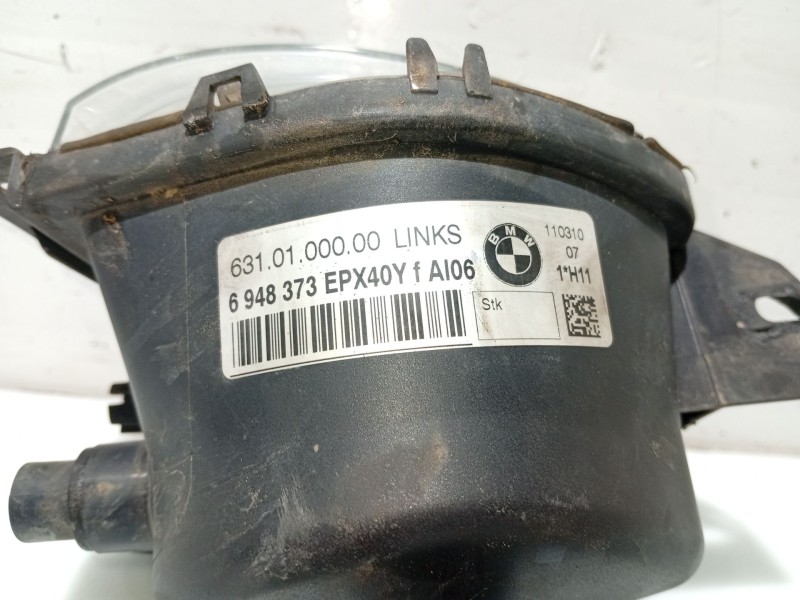 631.01.000.00 LINKS
6 948 373 EPX40Y f AI06
BMW
110310
07
1*H11
Stk